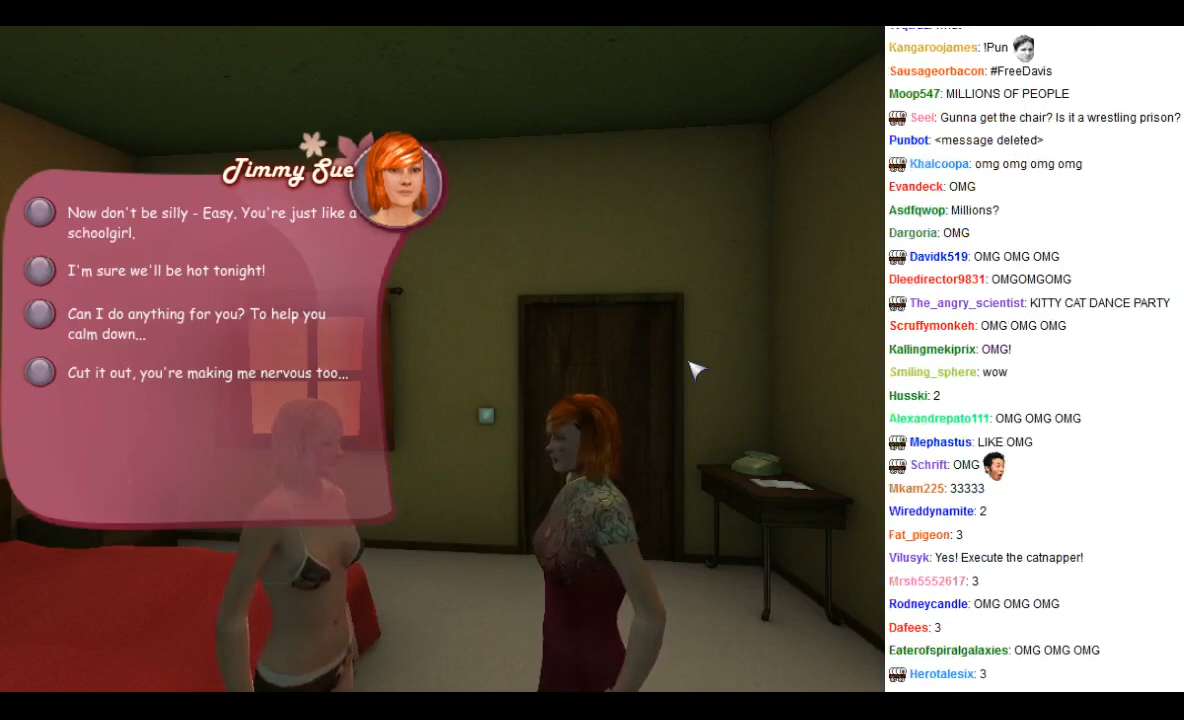 Timmy Sue
Now don't be silly - Easy. You're just like a
schoolgirl.
I'm sure we'll be hot tonight!
Can I do anything for you? To help you
calm down...
Cut it out, you're making me nervous too...
Kangaroojames: !Pun
Sausageorbacon: #FreeDavis
Moop547: MILLIONS OF PEOPLE
Seei: Gunna get the chair? Is it a wrestling prison?
Punbot: <message deleted>
Khalcoopa: omg omg omg omg
Evandeck: OMG
Asdfqwop: Millions?
Dargoria: OMG
Davidk519: OMG OMG OMG
Dleedirector9831: OMGOMGOMG
The_angry_scientist: KITTY CAT DANCE PARTY
Scruffymonkeh: OMG OMG OMG
Kallingmekiprix: OMG!
Smiling_sphere: wow
Husski: 2
Alexandrepato111: OMG OMG OMG
Mephastus: LIKE OMG
Schrift: OMG
Mkam225: 33333
Wireddynamite: 2
Fat_pigeon: 3
Vilusyk: Yes! Execute the catnapper!
Mrsh5552617: 3
Rodneycandle: OMG OMG OMG
Dafees: 3
Eaterofspiralgalaxies: OMG OMG OMG
Herotalesix: 3